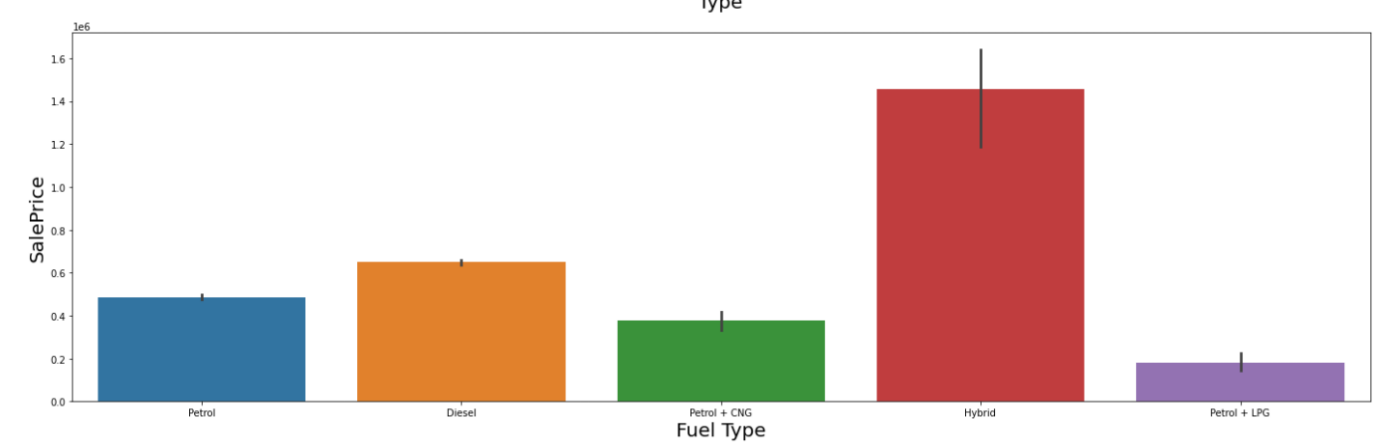 Type
1e6
1.6
1.4
1.2
1.0
0.8
0.6
0.4
0.2
0.0
SalePrice
Petrol Diesel Petrol + CNG Hybrid Petrol + LPG
Fuel Type